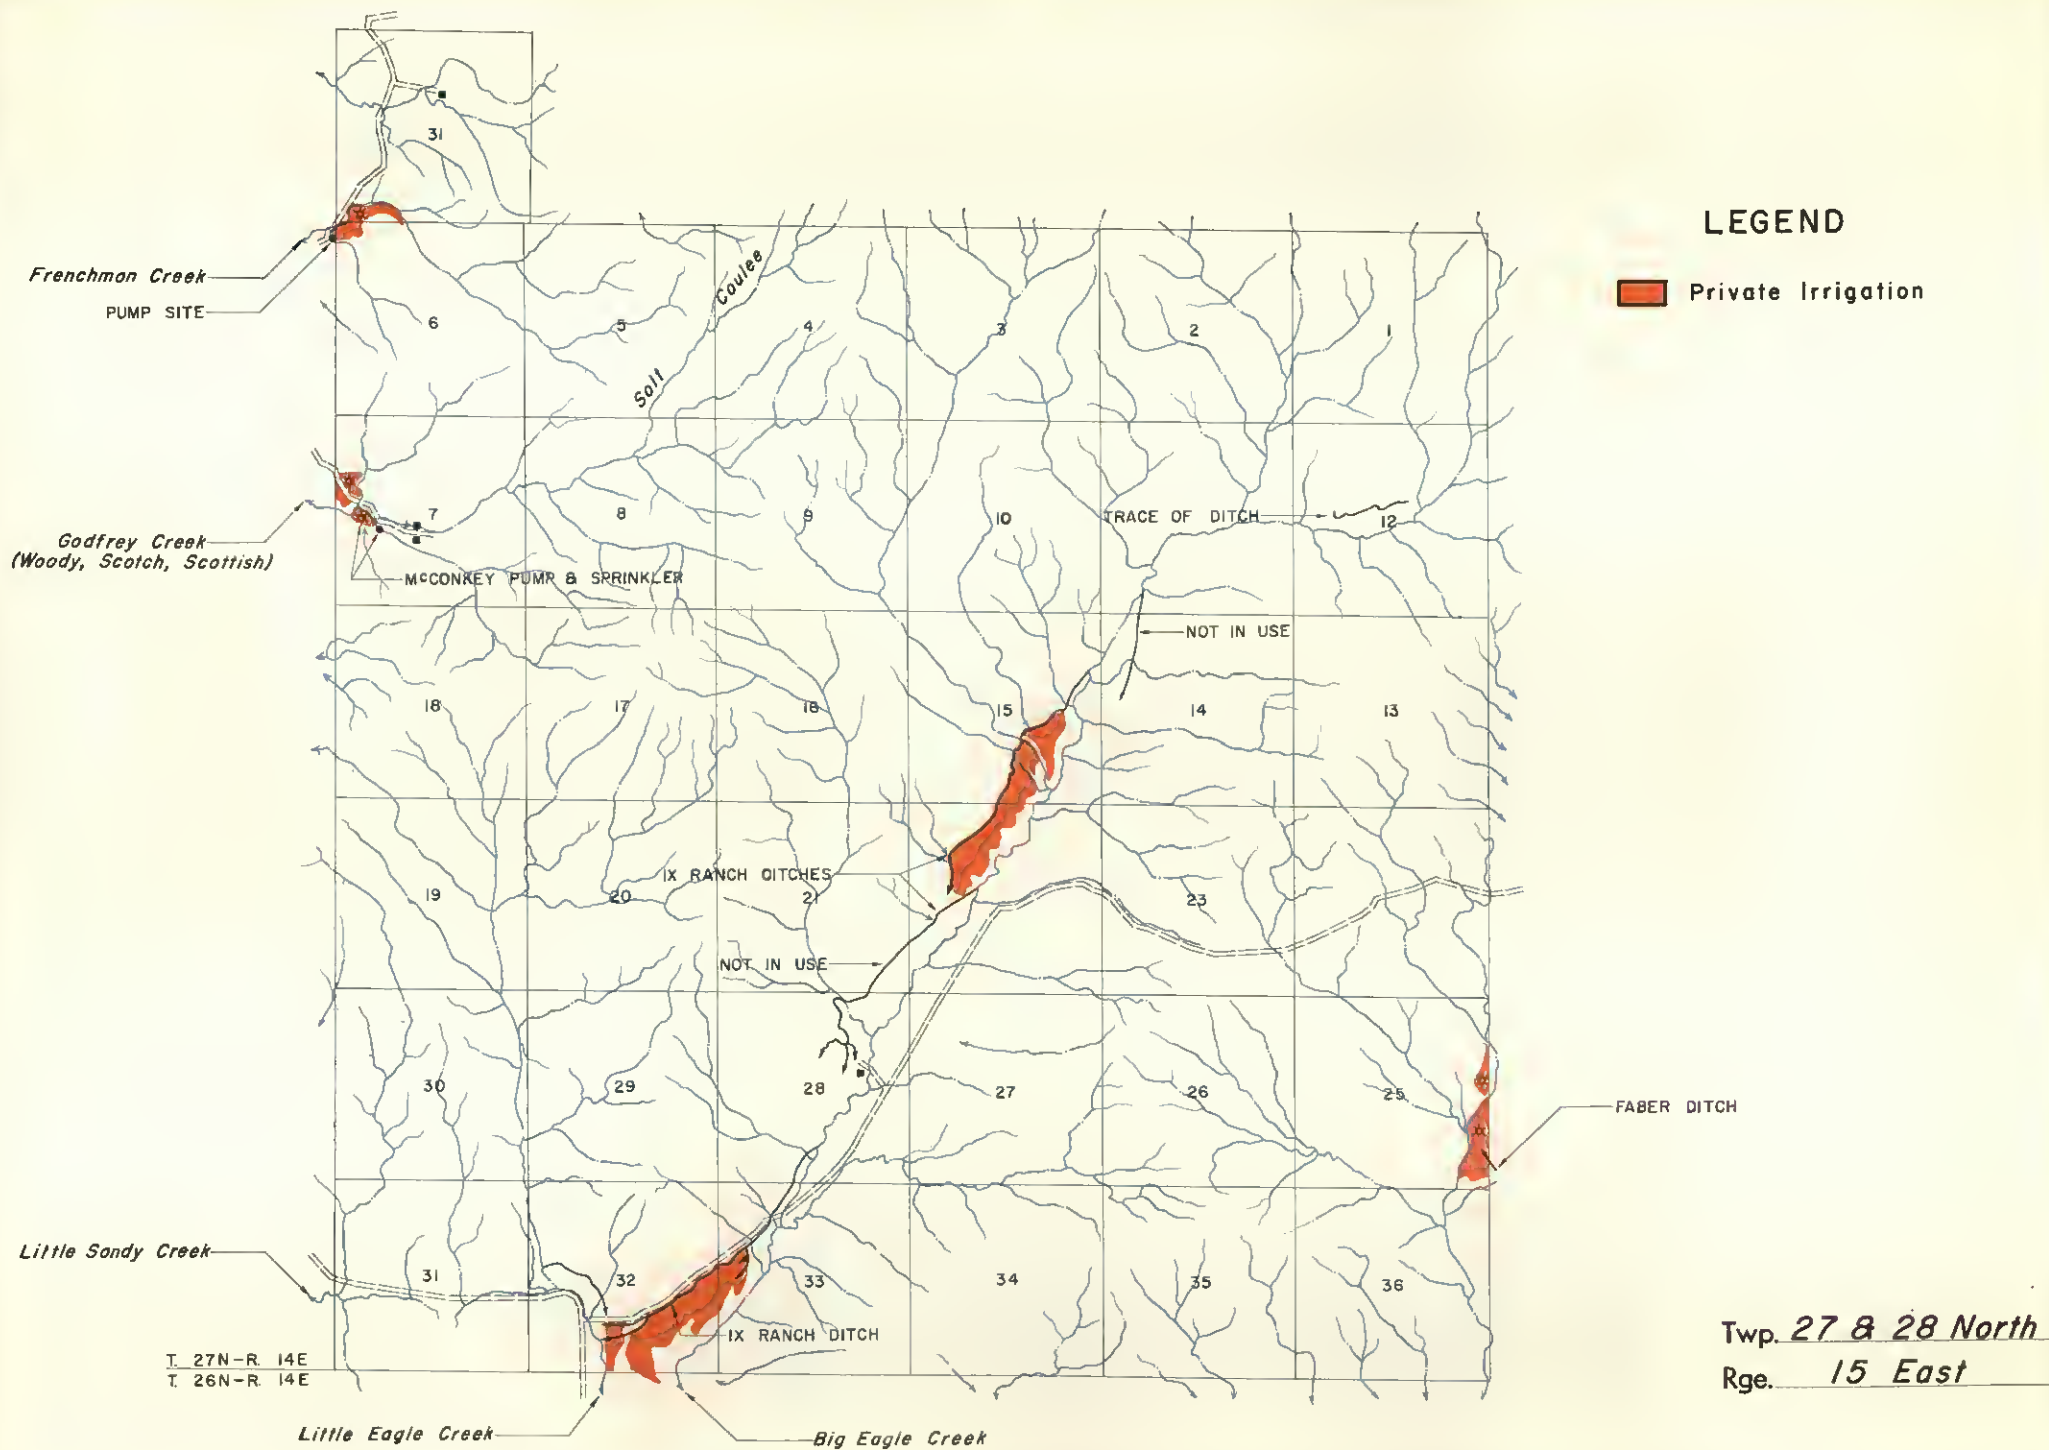 31
LEGEND
Private Irrigation
Frenchman Creek
PUMP SITE
6
5
Salt Coulee
4
3
2
1
7
8
9
10
TRACE OF DITCH
12
Godfrey Creek
(Woody, Scotch, Scottish)
McCONKEY PUMP & SPRINKLER
NOT IN USE
18
17
16
15
14
13
IX RANCH DITCHES
19
20
21
23
NOT IN USE
30
29
28
27
26
25
FABER DITCH
Little Sandy Creek
31
32
33
34
35
36
IX RANCH DITCH
T. 27N-R. 14E
T. 26N-R. 14E
Little Eagle Creek
Big Eagle Creek
Twp. 27 & 28 North
Rge. 15 East